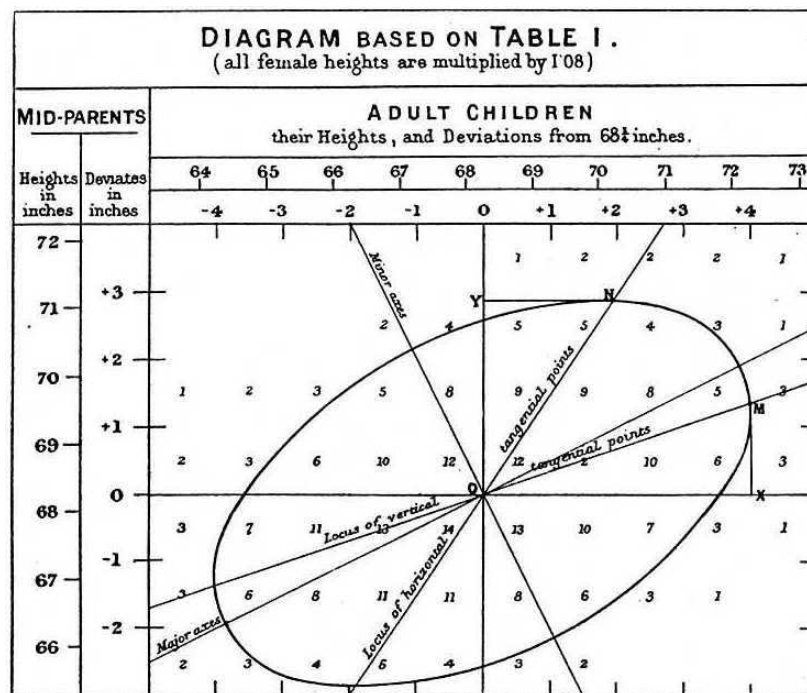 DIAGRAM BASED ON TABLE I.
(all female heights are multiplied by 1·08)
MID-PARENTS
ADULT CHILDREN
their Heights, and Deviations from 68¼ inches.
Heights in inches
Deviates in inches
64 65 66 67 68 69 70 71 72 73
-4 -3 -2 -1 0 +1 +2 +3 +4
72
1 2 2 2 1
Minor axes
71 +3
Y N
2 4 5 5 4 3 1
+2
70
1 2 3 5 8 9 9 8 5 3
tangential points
M
69 +1
tangential points
2 3 6 10 12 12 2 10 6 3
0
O X
68
Locus of vertical
3 7 11 13 14 13 10 7 3 1
-1
67
Locus of horizontal
3 6 8 11 11 8 6 3 1
Major axes
-2
66
2 3 4 5 4 3 2